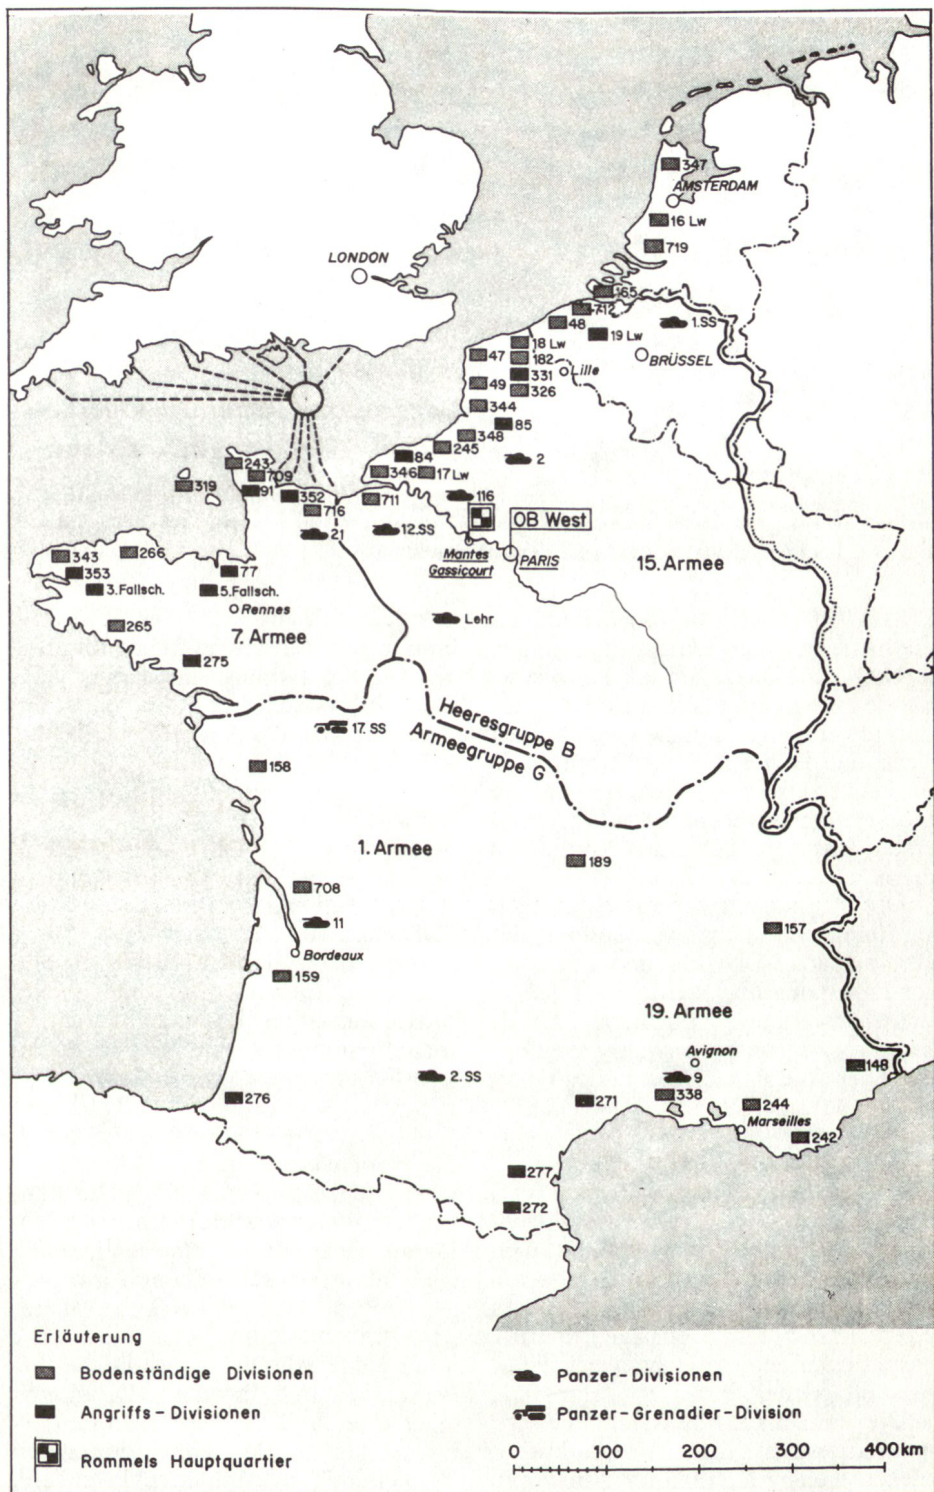 347
AMSTERDAM
16 Lw
719
LONDON
165
712
1.SS
48
19 Lw
18 Lw
BRÜSSEL
47
182
331
Lille
49
326
344
85
348
245
84
2
243
709
346
17 Lw
319
91
352
711
116
716
OB West
21
12.SS
Mantes
Gassicourt
PARIS
15. Armee
343
266
353
77
3. Fallsch.
5. Fallsch.
Rennes
Lehr
265
7. Armee
275
Heeresgruppe B
Armeegruppe G
17. SS
158
1. Armee
189
708
11
157
Bordeaux
159
19. Armee
Avignon
148
2. SS
9
338
276
271
244
Marseilles
242
277
272
Erläuterung
Bodenständige Divisionen
Panzer-Divisionen
Angriffs-Divisionen
Panzer-Grenadier-Division
Rommels Hauptquartier
0 100 200 300 400 km